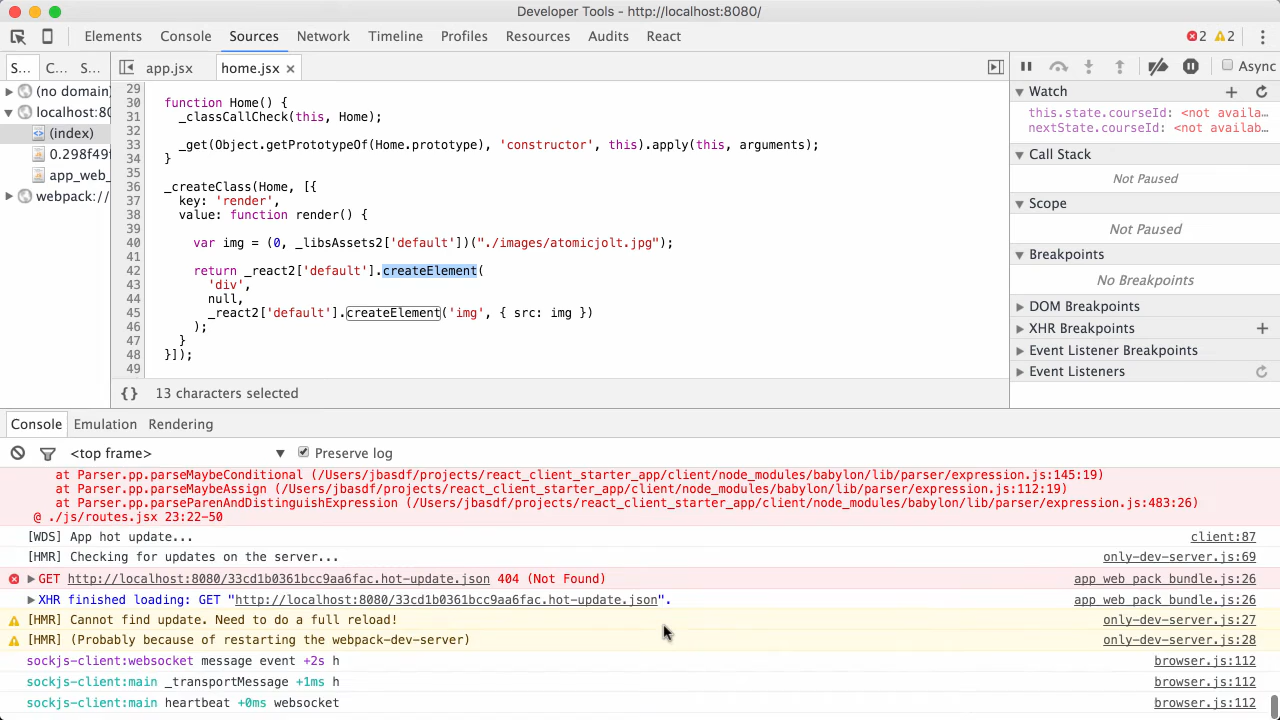 Developer Tools - http://localhost:8080/
Elements Console Sources Network Timeline Profiles Resources Audits React 2 2
S... C... S... app.jsx home.jsx × Async
(no domain)
localhost:80
(index)
0.298f49f
app_web_
webpack://
29
30 function Home() {
31 _classCallCheck(this, Home);
32
33 _get(Object.getPrototypeOf(Home.prototype), 'constructor', this).apply(this, arguments);
34 }
35
36 _createClass(Home, [{
37 key: 'render',
38 value: function render() {
39
40 var img = (0, _libsAssets2['default'])("./images/atomicjolt.jpg");
41
42 return _react2['default'].createElement(
43 'div',
44 null,
45 _react2['default'].createElement('img', { src: img })
46 );
47 }
48 }]);
49
{} 13 characters selected
Watch
this.state.courseId: <not availa…
nextState.courseId: <not availab…
Call Stack
Not Paused
Scope
Not Paused
Breakpoints
No Breakpoints
DOM Breakpoints
XHR Breakpoints
Event Listener Breakpoints
Event Listeners
Console Emulation Rendering
<top frame> Preserve log
at Parser.pp.parseMaybeConditional (/Users/jbasdf/projects/react_client_starter_app/client/node_modules/babylon/lib/parser/expression.js:145:19)
at Parser.pp.parseMaybeAssign (/Users/jbasdf/projects/react_client_starter_app/client/node_modules/babylon/lib/parser/expression.js:112:19)
at Parser.pp.parseParenAndDistinguishExpression (/Users/jbasdf/projects/react_client_starter_app/client/node_modules/babylon/lib/parser/expression.js:483:26)
@ ./js/routes.jsx 23:22-50
[WDS] App hot update... client:87
[HMR] Checking for updates on the server... only-dev-server.js:69
GET http://localhost:8080/33cd1b0361bcc9aa6fac.hot-update.json 404 (Not Found) app_web_pack_bundle.js:26
XHR finished loading: GET "http://localhost:8080/33cd1b0361bcc9aa6fac.hot-update.json". app_web_pack_bundle.js:26
[HMR] Cannot find update. Need to do a full reload! only-dev-server.js:27
[HMR] (Probably because of restarting the webpack-dev-server) only-dev-server.js:28
sockjs-client:websocket message event +2s h browser.js:112
sockjs-client:main _transportMessage +1ms h browser.js:112
sockjs-client:main heartbeat +0ms websocket browser.js:112